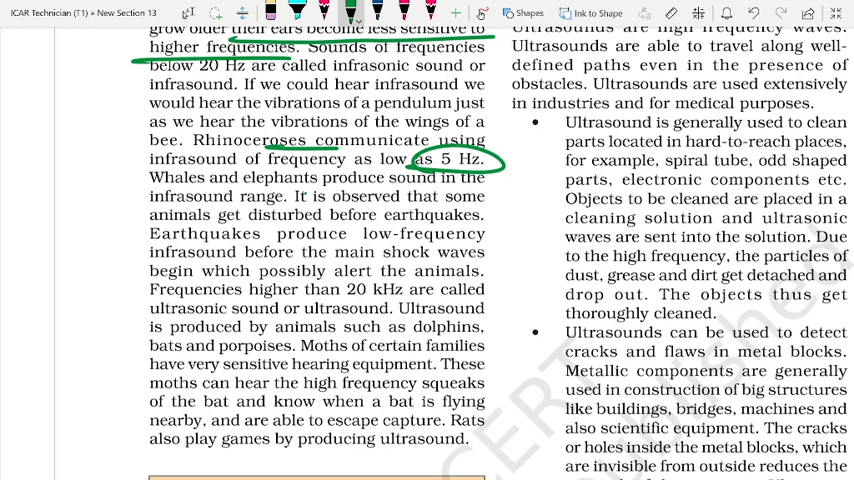 ICAR Technician (T1) » New Section 13
Shapes
Ink to Shape
grow older their ears become less sensitive to
higher frequencies. Sounds of frequencies
below 20 Hz are called infrasonic sound or
infrasound. If we could hear infrasound we
would hear the vibrations of a pendulum just
as we hear the vibrations of the wings of a
bee. Rhinoceroses communicate using
infrasound of frequency as low as 5 Hz.
Whales and elephants produce sound in the
infrasound range. It is observed that some
animals get disturbed before earthquakes.
Earthquakes produce low-frequency
infrasound before the main shock waves
begin which possibly alert the animals.
Frequencies higher than 20 kHz are called
ultrasonic sound or ultrasound. Ultrasound
is produced by animals such as dolphins,
bats and porpoises. Moths of certain families
have very sensitive hearing equipment. These
moths can hear the high frequency squeaks
of the bat and know when a bat is flying
nearby, and are able to escape capture. Rats
also play games by producing ultrasound.
Ultrasounds are high frequency waves.
Ultrasounds are able to travel along well-
defined paths even in the presence of
obstacles. Ultrasounds are used extensively
in industries and for medical purposes.
• Ultrasound is generally used to clean
parts located in hard-to-reach places,
for example, spiral tube, odd shaped
parts, electronic components etc.
Objects to be cleaned are placed in a
cleaning solution and ultrasonic
waves are sent into the solution. Due
to the high frequency, the particles of
dust, grease and dirt get detached and
drop out. The objects thus get
thoroughly cleaned.
• Ultrasounds can be used to detect
cracks and flaws in metal blocks.
Metallic components are generally
used in construction of big structures
like buildings, bridges, machines and
also scientific equipment. The cracks
or holes inside the metal blocks, which
are invisible from outside reduces the